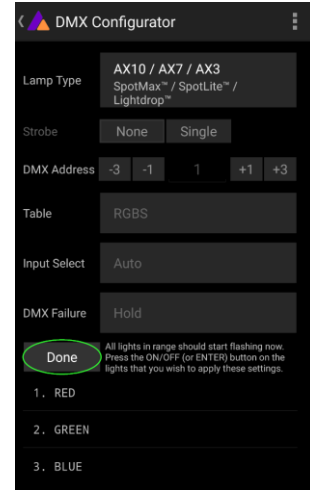 DMX Configurator
Lamp Type
AX10 / AX7 / AX3
SpotMax™ / SpotLite™ /
Lightdrop™
Strobe None Single
DMX Address -3 -1 1 +1 +3
Table RGBS
Input Select Auto
DMX Failure Hold
Done
All lights in range should start flashing now.
Press the ON/OFF (or ENTER) button on the
lights that you wish to apply these settings.
1. RED
2. GREEN
3. BLUE